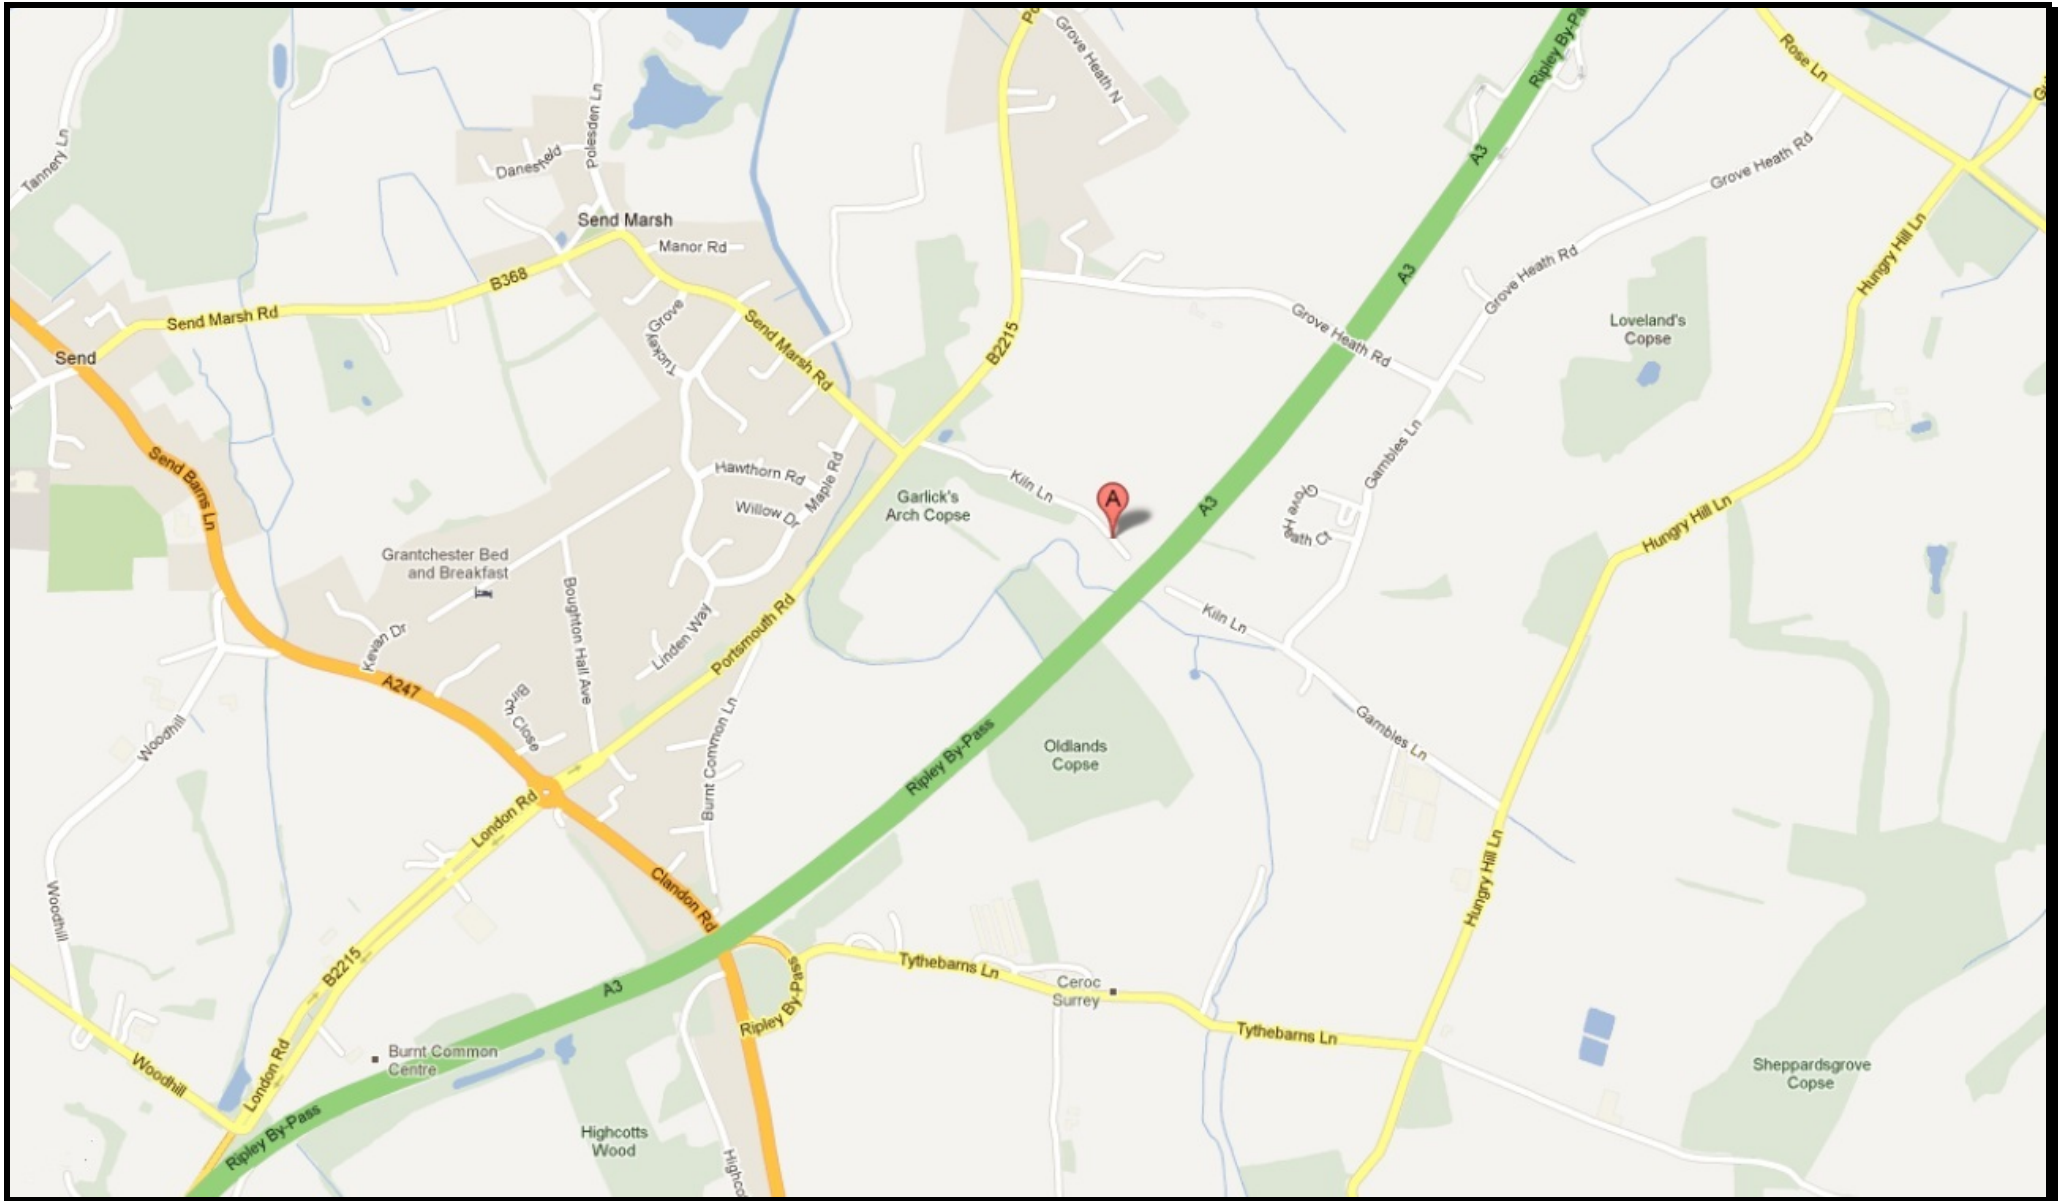 Po
Grove Heath N
Ripley By-Pa
Rose Ln
Tannery Ln
Polesden Ln
Danesfield
A3
Grove Heath Rd
Send Marsh
Manor Rd
Hungry Hill Ln
B368
Grove Heath Rd
A3
Send Marsh Rd
Tuckey Grove
Send Marsh Rd
B2215
Grove Heath Rd
Loveland's
Copse
Send
Send Barns Ln
Hawthorn Rd
Maple Rd
Willow Dr
Garlick's
Arch Copse
Kiln Ln
A
A3
Gambles Ln
Grove Heath Ct
Hungry Hill Ln
Grantchester Bed
and Breakfast
Boughton Hall Ave
Kevan Dr
Linden Way
Portsmouth Rd
Kiln Ln
A247
Birch Close
Woodhill
Burnt Common Ln
Ripley By-Pass
Oldlands
Copse
Gambles Ln
London Rd
Clandon Rd
Hungry Hill Ln
Woodhill
B2215
A3
Ripley By-Pass
Tythebarns Ln
Ceroc
Surrey
Tythebarns Ln
Burnt Common
Centre
Woodhill
London Rd
Ripley By-Pass
Highcotts
Wood
Highco
Sheppardsgrove
Copse